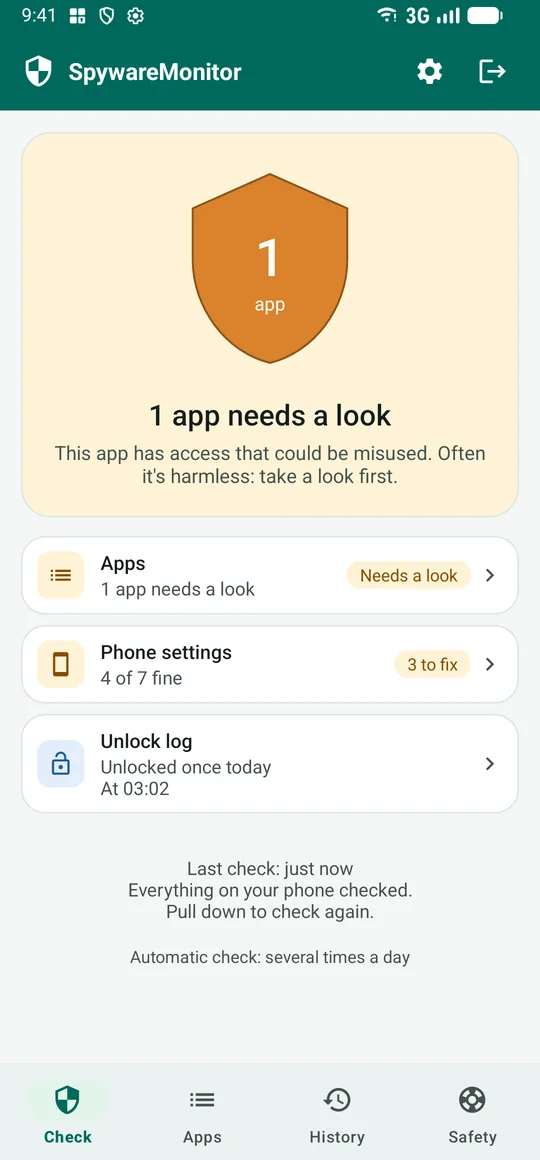 9:41
3G
SpywareMonitor
1
app
1 app needs a look
This app has access that could be misused. Often
it's harmless: take a look first.
Apps
1 app needs a look
Needs a look
Phone settings
4 of 7 fine
3 to fix
Unlock log
Unlocked once today
At 03:02
Last check: just now
Everything on your phone checked.
Pull down to check again.
Automatic check: several times a day
Check
Apps
History
Safety